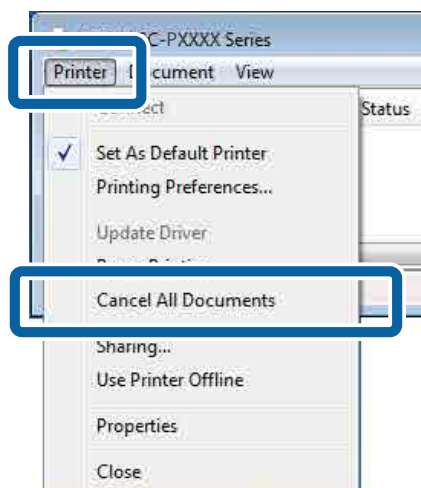 C-PXXXX Series
Printer Document View
Status
Set As Default Printer
Printing Preferences...
Update Driver
Cancel All Documents
Sharing...
Use Printer Offline
Properties
Close